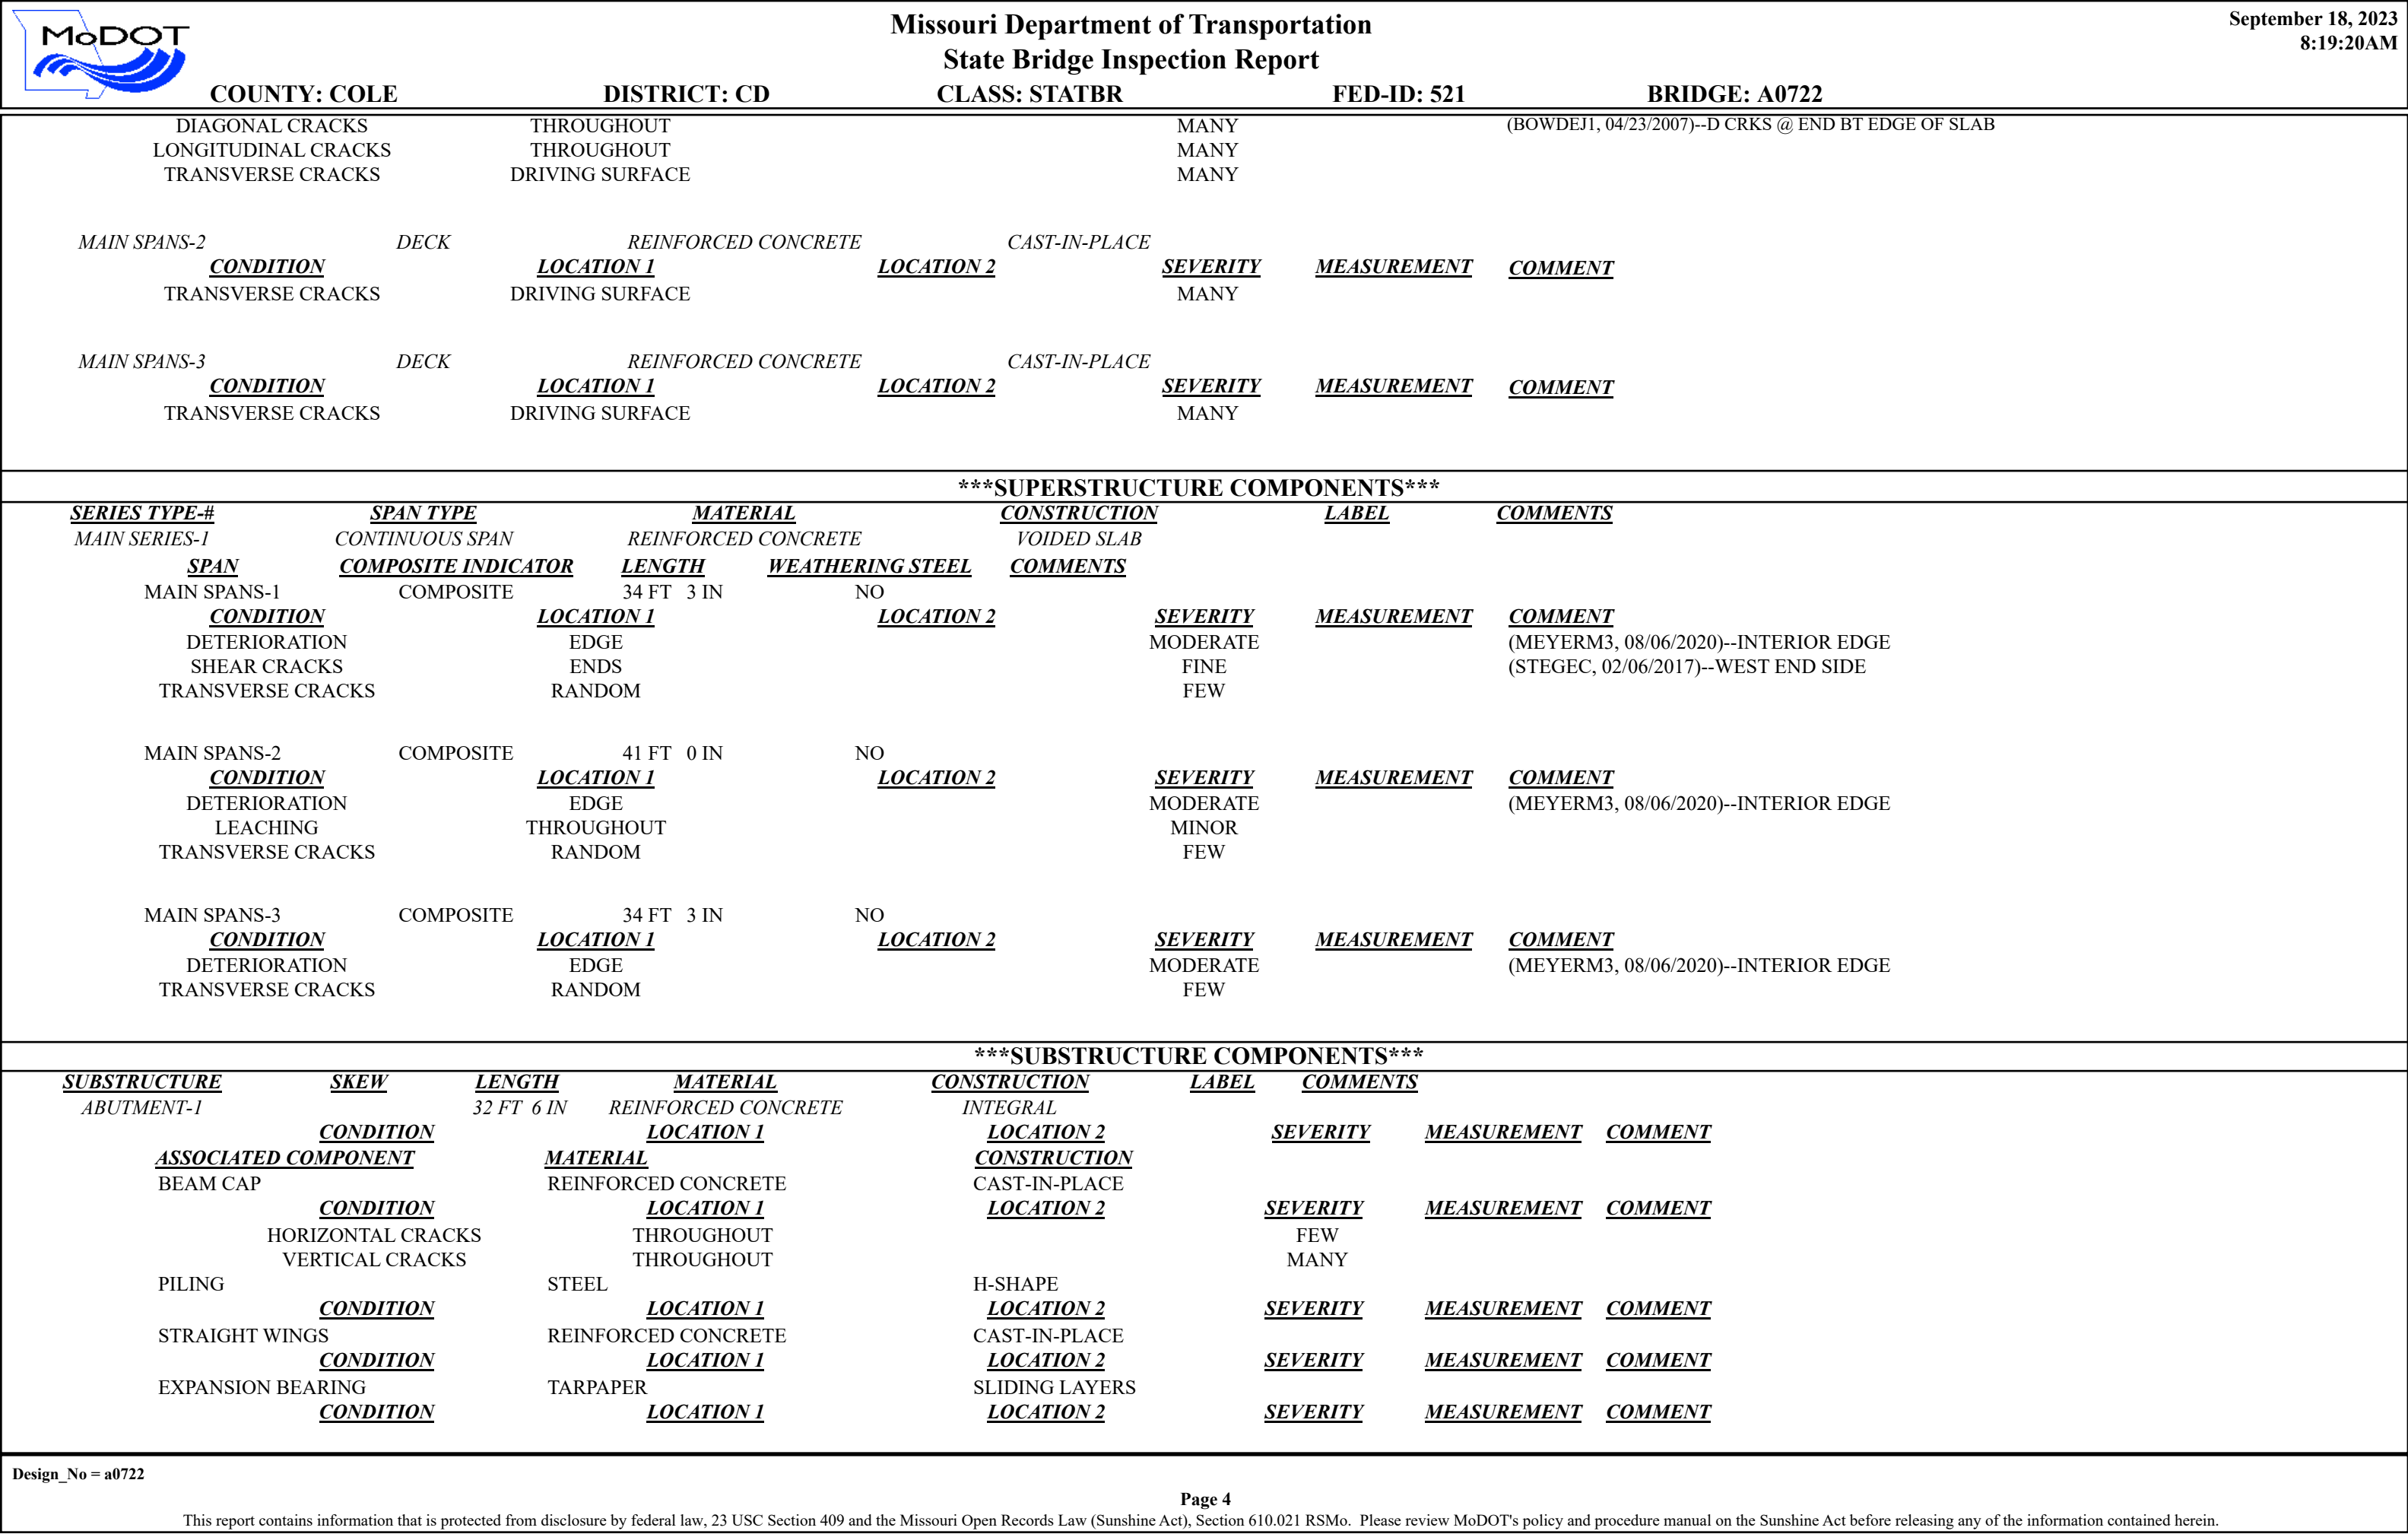 MoDOT
Missouri Department of Transportation
State Bridge Inspection Report
September 18, 2023
8:19:20AM
COUNTY: COLE DISTRICT: CD CLASS: STATBR FED-ID: 521 BRIDGE: A0722
DIAGONAL CRACKS THROUGHOUT MANY (BOWDEJ1, 04/23/2007)--D CRKS @ END BT EDGE OF SLAB
LONGITUDINAL CRACKS THROUGHOUT MANY
TRANSVERSE CRACKS DRIVING SURFACE MANY
MAIN SPANS-2 DECK REINFORCED CONCRETE CAST-IN-PLACE
CONDITION LOCATION 1 LOCATION 2 SEVERITY MEASUREMENT COMMENT
TRANSVERSE CRACKS DRIVING SURFACE MANY
MAIN SPANS-3 DECK REINFORCED CONCRETE CAST-IN-PLACE
CONDITION LOCATION 1 LOCATION 2 SEVERITY MEASUREMENT COMMENT
TRANSVERSE CRACKS DRIVING SURFACE MANY
***SUPERSTRUCTURE COMPONENTS***
SERIES TYPE-# SPAN TYPE MATERIAL CONSTRUCTION LABEL COMMENTS
MAIN SERIES-1 CONTINUOUS SPAN REINFORCED CONCRETE VOIDED SLAB
SPAN COMPOSITE INDICATOR LENGTH WEATHERING STEEL COMMENTS
MAIN SPANS-1 COMPOSITE 34 FT 3 IN NO
CONDITION LOCATION 1 LOCATION 2 SEVERITY MEASUREMENT COMMENT
DETERIORATION EDGE MODERATE (MEYERM3, 08/06/2020)--INTERIOR EDGE
SHEAR CRACKS ENDS FINE (STEGEC, 02/06/2017)--WEST END SIDE
TRANSVERSE CRACKS RANDOM FEW
MAIN SPANS-2 COMPOSITE 41 FT 0 IN NO
CONDITION LOCATION 1 LOCATION 2 SEVERITY MEASUREMENT COMMENT
DETERIORATION EDGE MODERATE (MEYERM3, 08/06/2020)--INTERIOR EDGE
LEACHING THROUGHOUT MINOR
TRANSVERSE CRACKS RANDOM FEW
MAIN SPANS-3 COMPOSITE 34 FT 3 IN NO
CONDITION LOCATION 1 LOCATION 2 SEVERITY MEASUREMENT COMMENT
DETERIORATION EDGE MODERATE (MEYERM3, 08/06/2020)--INTERIOR EDGE
TRANSVERSE CRACKS RANDOM FEW
***SUBSTRUCTURE COMPONENTS***
SUBSTRUCTURE SKEW LENGTH MATERIAL CONSTRUCTION LABEL COMMENTS
ABUTMENT-1 32 FT 6 IN REINFORCED CONCRETE INTEGRAL
CONDITION LOCATION 1 LOCATION 2 SEVERITY MEASUREMENT COMMENT
ASSOCIATED COMPONENT MATERIAL CONSTRUCTION
BEAM CAP REINFORCED CONCRETE CAST-IN-PLACE
CONDITION LOCATION 1 LOCATION 2 SEVERITY MEASUREMENT COMMENT
HORIZONTAL CRACKS THROUGHOUT FEW
VERTICAL CRACKS THROUGHOUT MANY
PILING STEEL H-SHAPE
CONDITION LOCATION 1 LOCATION 2 SEVERITY MEASUREMENT COMMENT
STRAIGHT WINGS REINFORCED CONCRETE CAST-IN-PLACE
CONDITION LOCATION 1 LOCATION 2 SEVERITY MEASUREMENT COMMENT
EXPANSION BEARING TARPAPER SLIDING LAYERS
CONDITION LOCATION 1 LOCATION 2 SEVERITY MEASUREMENT COMMENT
Design_No = a0722
Page 4
This report contains information that is protected from disclosure by federal law, 23 USC Section 409 and the Missouri Open Records Law (Sunshine Act), Section 610.021 RSMo. Please review MoDOT's policy and procedure manual on the Sunshine Act before releasing any of the information contained herein.